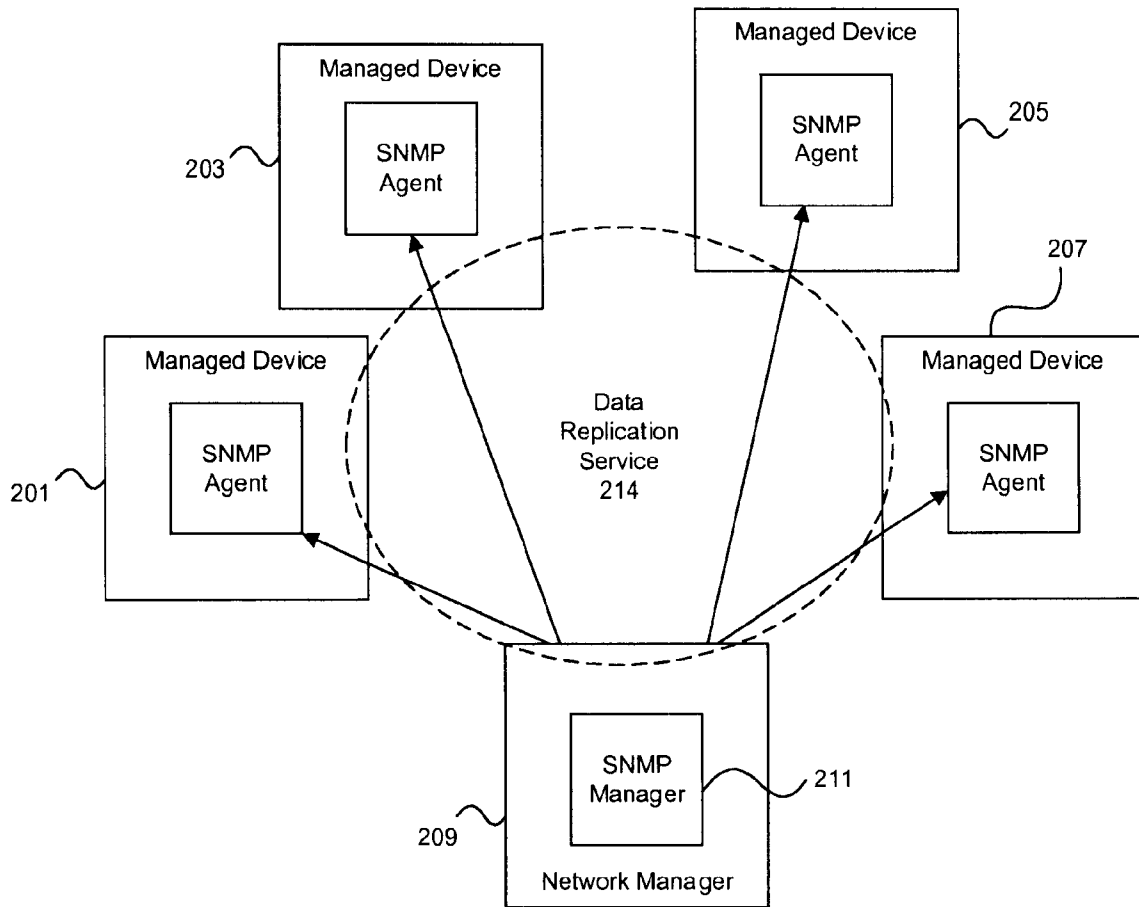 Managed Device
SNMP
Agent
205
Managed Device
SNMP
Agent
203
207
Managed Device
SNMP
Agent
201
Data
Replication
Service
214
Managed Device
SNMP
Agent
SNMP
Manager
211
209
Network Manager